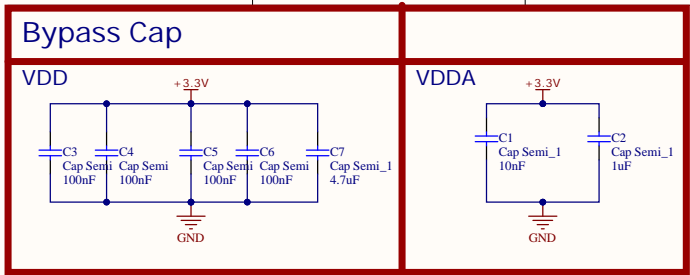 Bypass Cap
VDD
+3.3V
C3
Cap Semi
100nF
C4
Cap Semi
100nF
C5
Cap Semi
100nF
C6
Cap Semi
100nF
C7
Cap Semi_1
4.7uF
GND
VDDA
+3.3V
C1
Cap Semi_1
10nF
C2
Cap Semi_1
1uF
GND